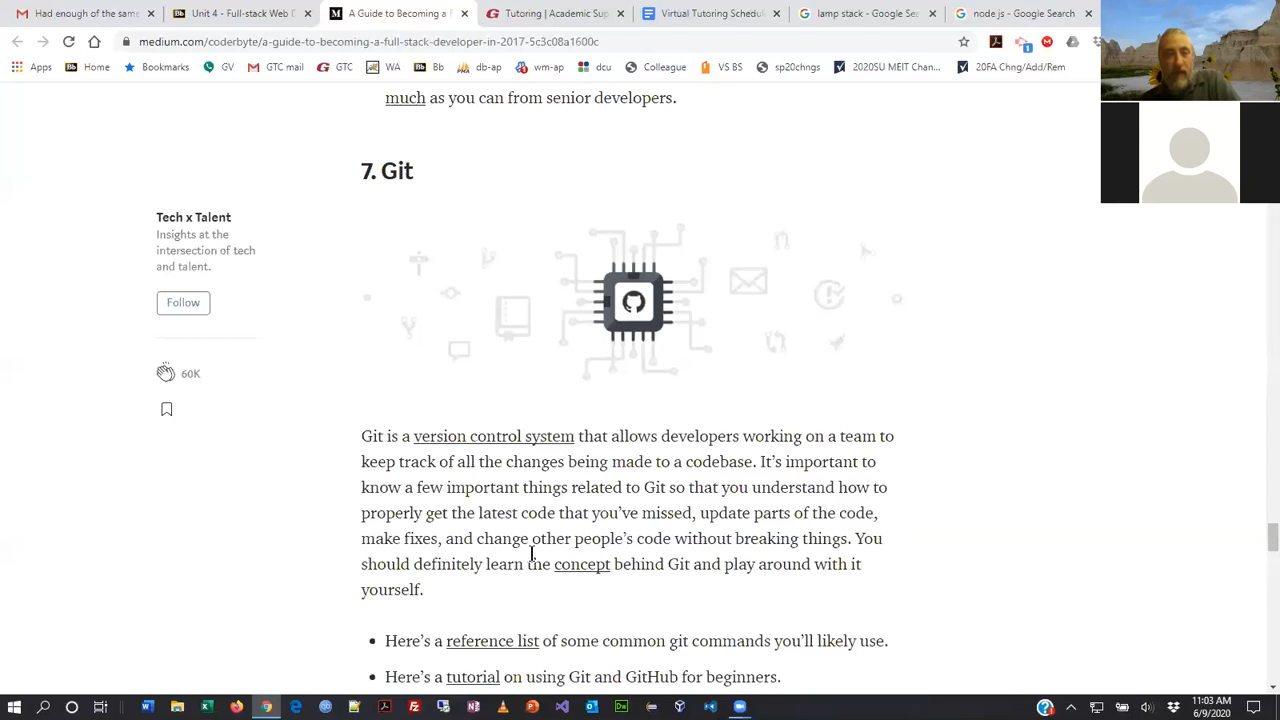 Had enough of the same
Unit 4 - Full-stack Web D
A Guide to Becoming a F
Tutoring | Academic Sup
Virtual Tutoring Schedu
lamp stack - Google Sea
node js - Google Search
medium.com/coderbyte/a-guide-to-becoming-a-full-stack-developer-in-2017-5c3c08a1600c
Apps
Bb Home
Bookmarks
GV
GTC mail
GTC
WA
Bb
db-ap
wm-ap
dcu
Colleague
VS BS
sp20chngs
2020SU MEIT Chan...
20FA Chng/Add/Rem
much as you can from senior developers.
7. Git
Tech x Talent
Insights at the
intersection of tech
and talent.
Follow
60K
Git is a version control system that allows developers working on a team to
keep track of all the changes being made to a codebase. It’s important to
know a few important things related to Git so that you understand how to
properly get the latest code that you’ve missed, update parts of the code,
make fixes, and change other people’s code without breaking things. You
should definitely learn the concept behind Git and play around with it
yourself.
Here’s a reference list of some common git commands you’ll likely use.
Here’s a tutorial on using Git and GitHub for beginners.
11:03 AM
6/9/2020